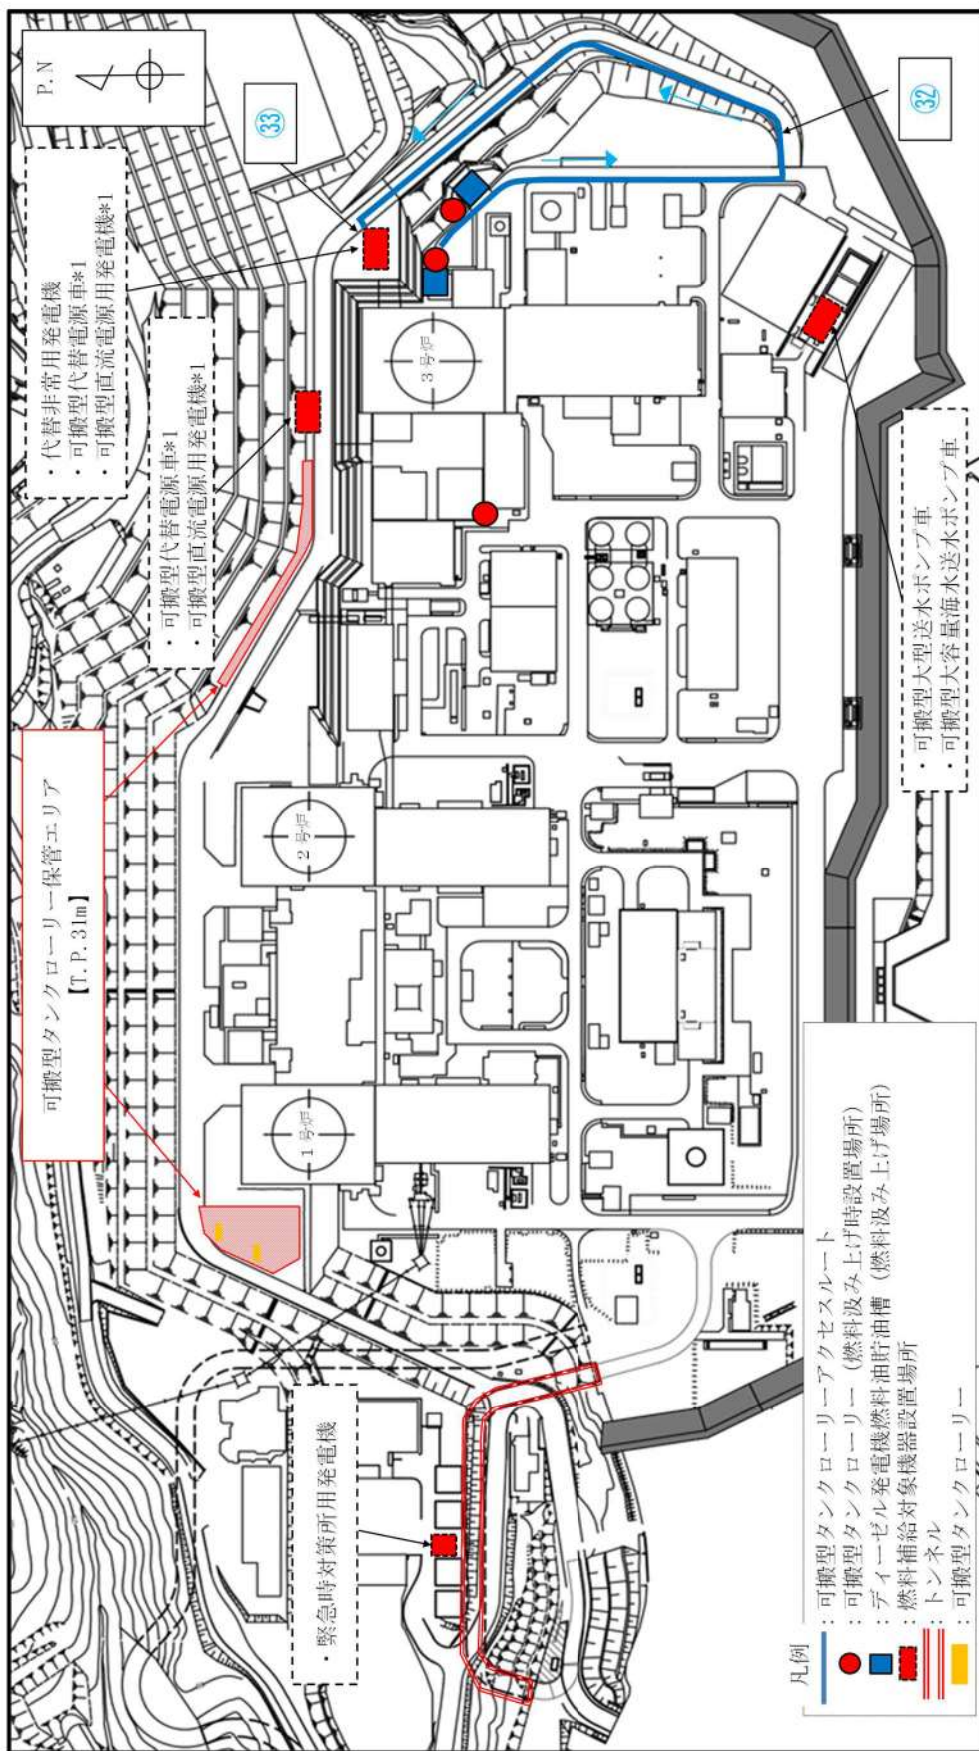 P.N
㉝
・代替非常用発電機
・可搬型代替電源車*1
・可搬型直流電源用発電機*1
・可搬型代替電源車*1
・可搬型直流電源用発電機*1
可搬型タンクローリー保管エリア
【T.P.31m】
・緊急時対策所用発電機
1号炉
2号炉
3号炉
㉜
・可搬型大型送水ポンプ車
・可搬型大容量海水送水ポンプ車
凡例
：可搬型タンクローリーアクセスルート
：可搬型タンクローリー（燃料汲み上げ時設置場所）
：ディーゼル発電機燃料油貯油槽（燃料汲み上げ場所）
：燃料補給対象機器設置場所
：トンネル
：可搬型タンクローリー